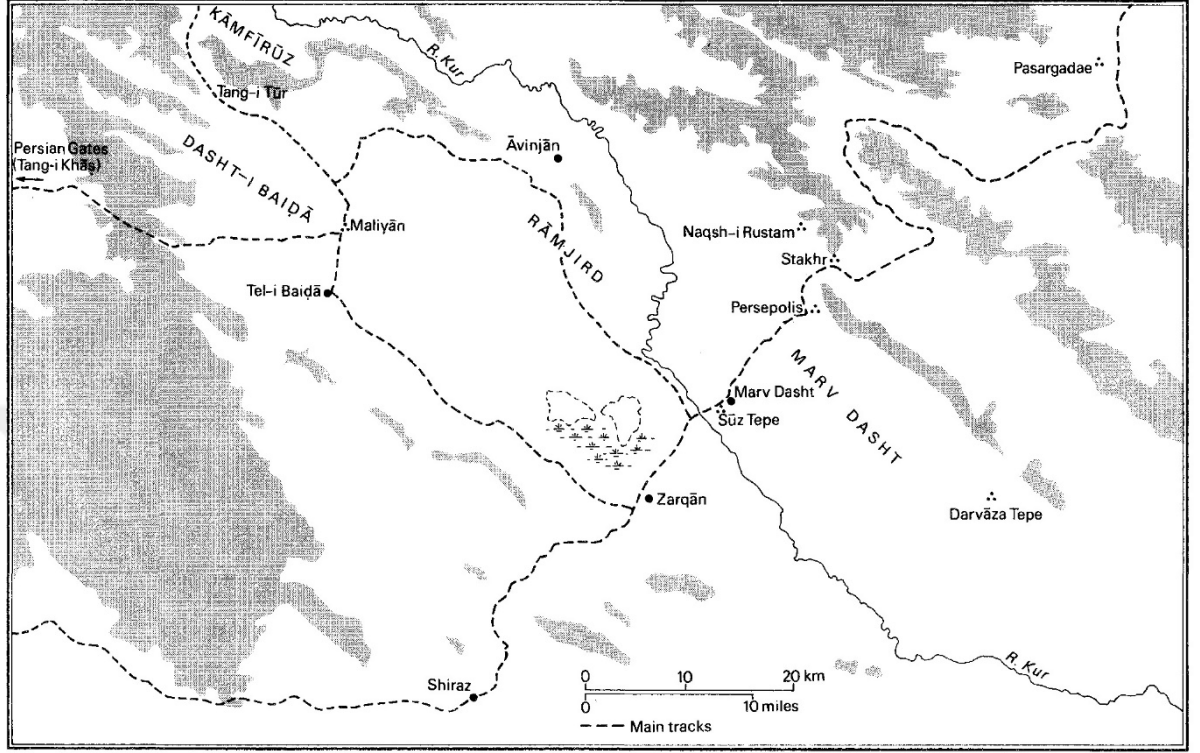 KĀMFĪRŪZ
R. Kur
Pasargadae
Tang-i Tūr
Āvinjān
Persian Gates
(Tang-i Khāṣ)
DASHT-I BAIḌĀ
Maliyān
RĀMJIRD
Naqsh-i Rustam
Stakhr
Tel-i Baiḍā
Persepolis
MARV DASHT
Marv Dasht
Sūz Tepe
Zarqān
Darvāza Tepe
R. Kur
Shiraz
0 10 20 km
0 10 miles
Main tracks